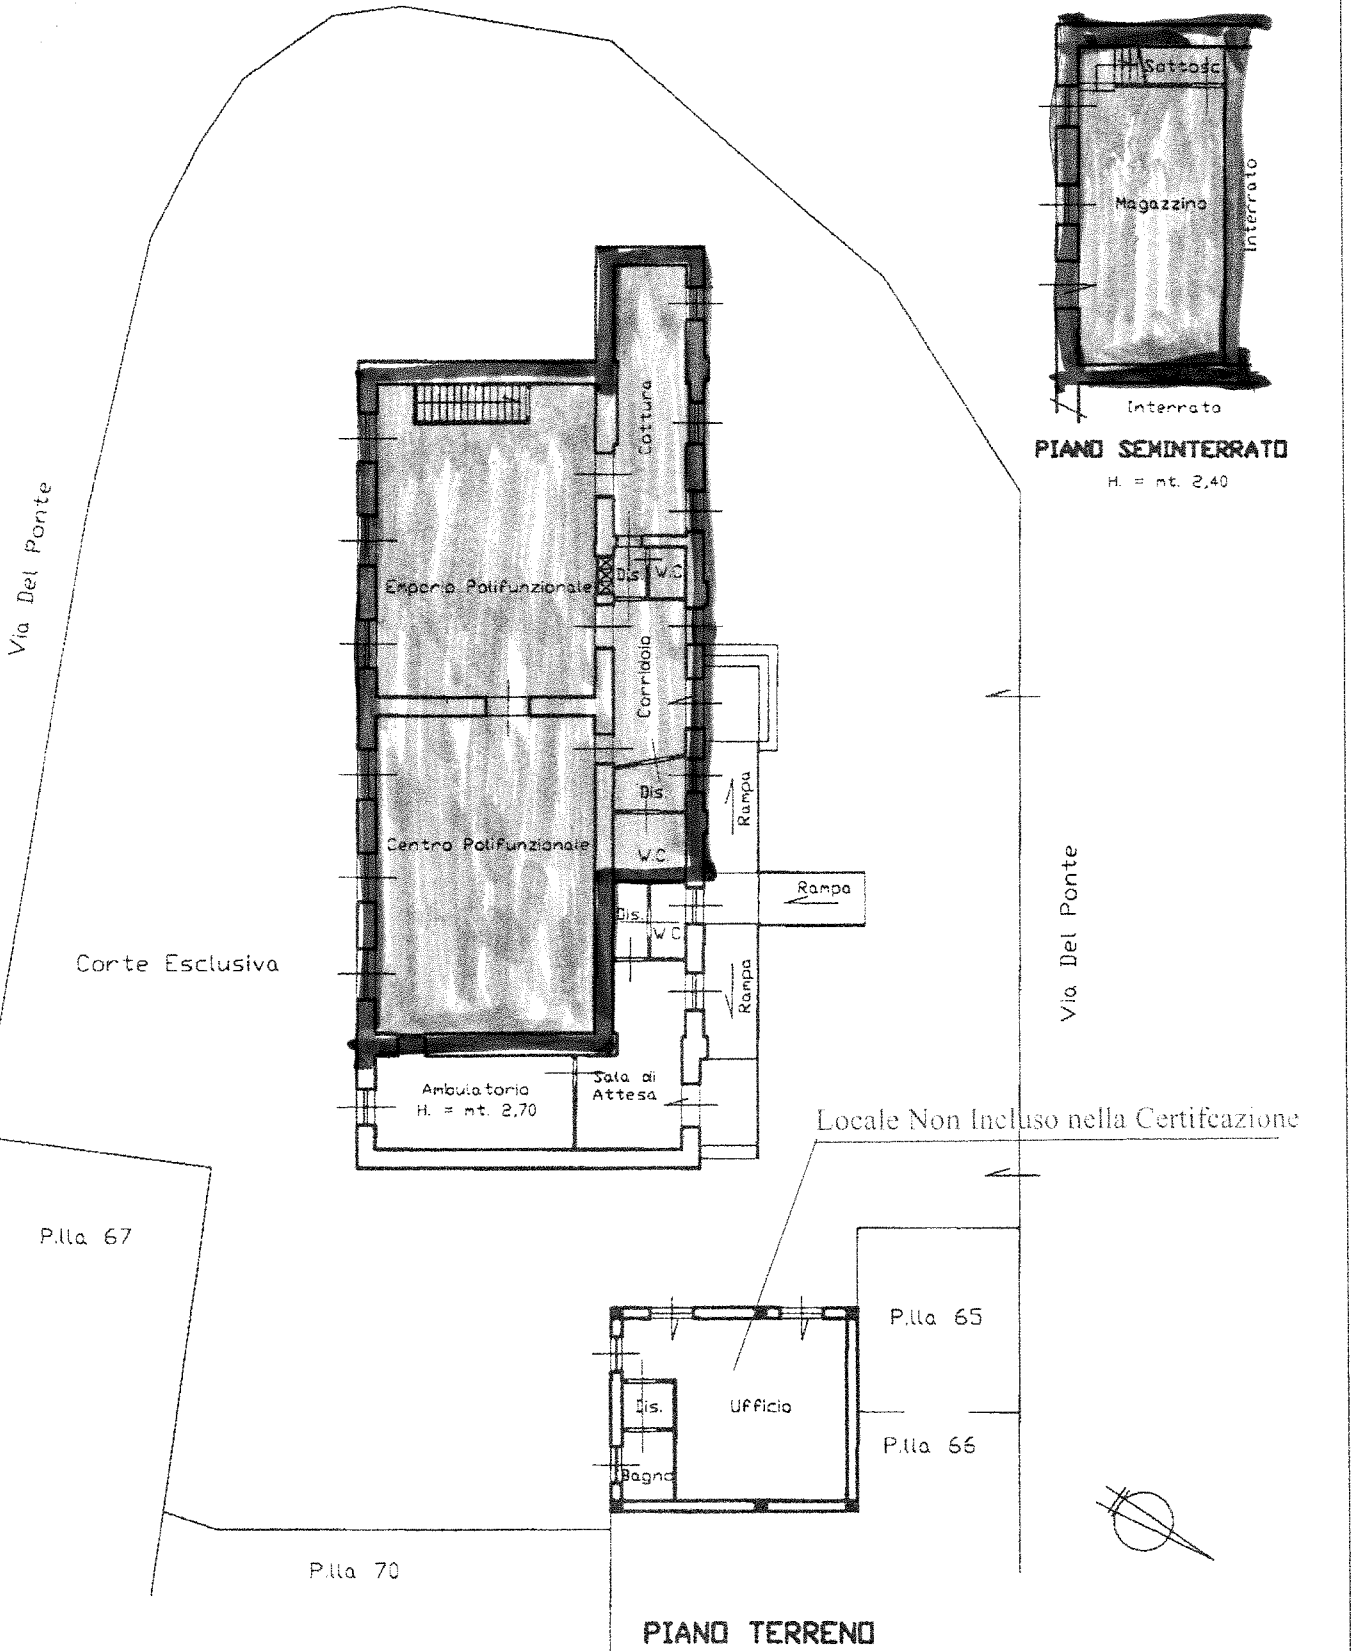 Sottosc
Magazzino
Interrato
Interrato
PIANO SEMINTERRATO
H. = mt. 2,40
Cottura
Via Del Ponte
Emporio Polifunzionale
Dis.
W.C
Corridoio
Dis.
W.C
Rampa
Centro Polifunzionale
Rampa
Dis.
W.C
Rampa
Via Del Ponte
Corte Esclusiva
Ambulatorio
H. = mt. 2,70
Sala di
Attesa
Locale Non Incluso nella Certifcazione
P.lla 67
P.lla 65
Ufficio
Dis.
P.lla 66
Bagno
P.lla 70
PIANO TERRENO